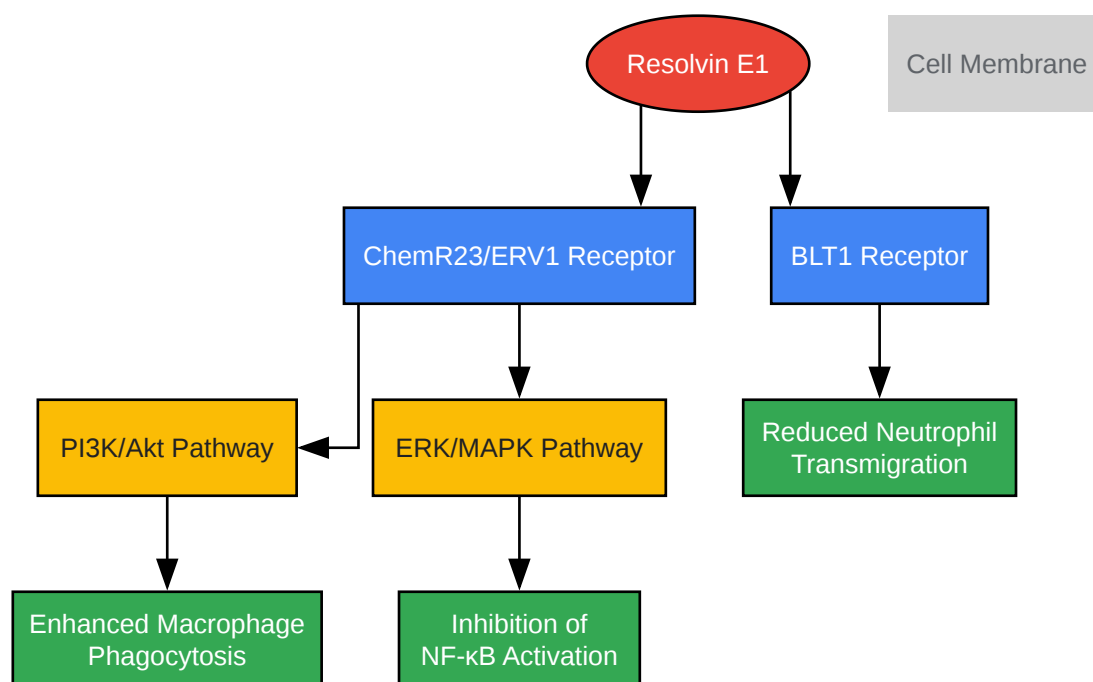 Resolvin E1
Cell Membrane
ChemR23/ERV1 Receptor
BLT1 Receptor
PI3K/Akt Pathway
ERK/MAPK Pathway
Reduced Neutrophil
Transmigration
Enhanced Macrophage
Phagocytosis
Inhibition of
NF-κB Activation